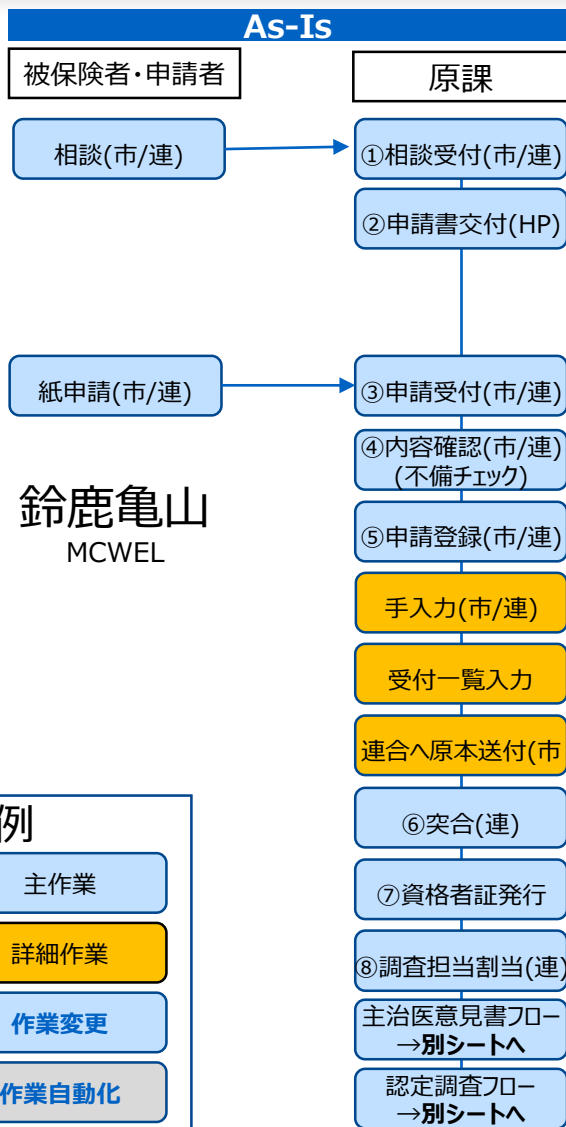 As-Is
被保険者・申請者
原課
相談(市/連)
①相談受付(市/連)
②申請書交付(HP)
紙申請(市/連)
③申請受付(市/連)
④内容確認(市/連)
(不備チェック)
鈴鹿亀山
MCWEL
⑤申請登録(市/連)
手入力(市/連)
受付一覧入力
連合へ原本送付(市
⑥突合(連)
⑦資格者証発行
⑧調査担当割当(連)
主治医意見書フロー
→別シートへ
認定調査フロー
→別シートへ
例
主作業
詳細作業
作業変更
作業自動化